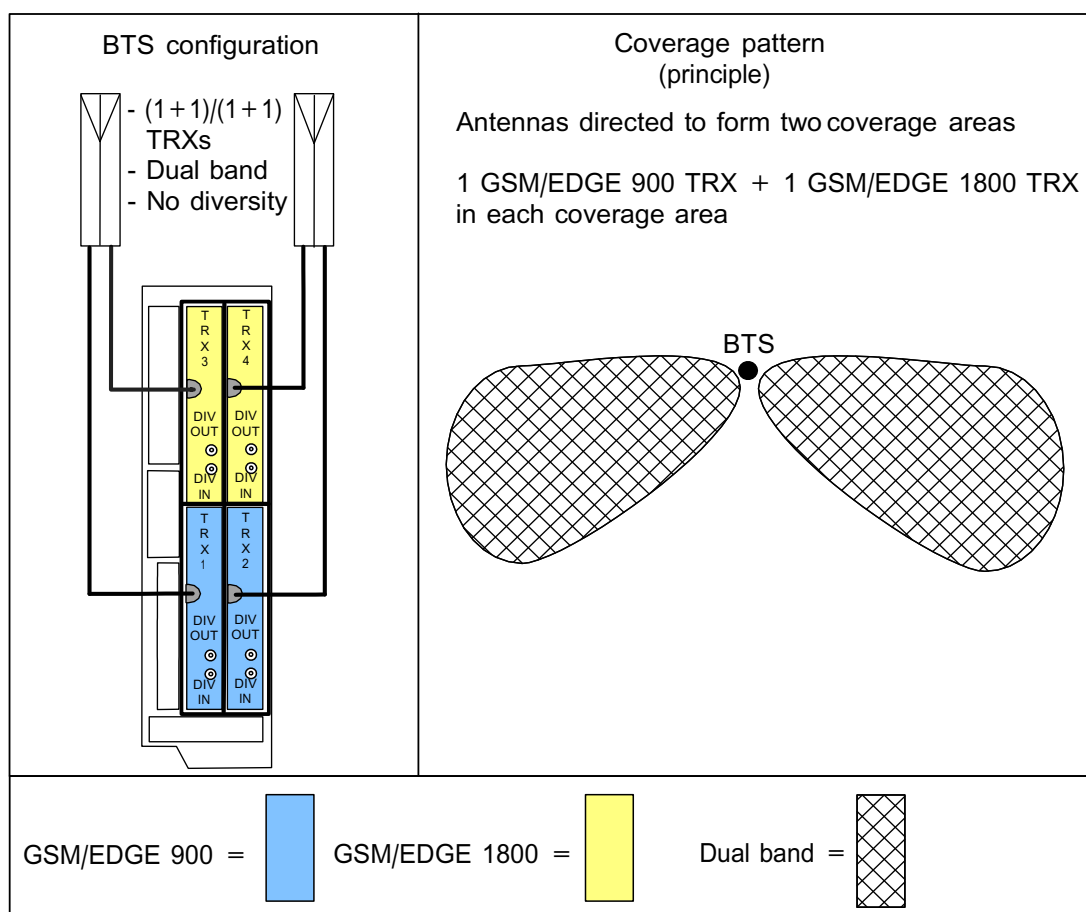 BTS configuration
- (1+1)/(1+1)
TRXs
- Dual band
- No diversity
T
R
X
3
DIV
OUT
DIV
IN
T
R
X
4
DIV
OUT
DIV
IN
T
R
X
1
DIV
OUT
DIV
IN
T
R
X
2
DIV
OUT
DIV
IN
Coverage pattern
(principle)
Antennas directed to form two coverage areas
1 GSM/EDGE 900 TRX + 1 GSM/EDGE 1800 TRX
in each coverage area
BTS
GSM/EDGE 900 =
GSM/EDGE 1800 =
Dual band =